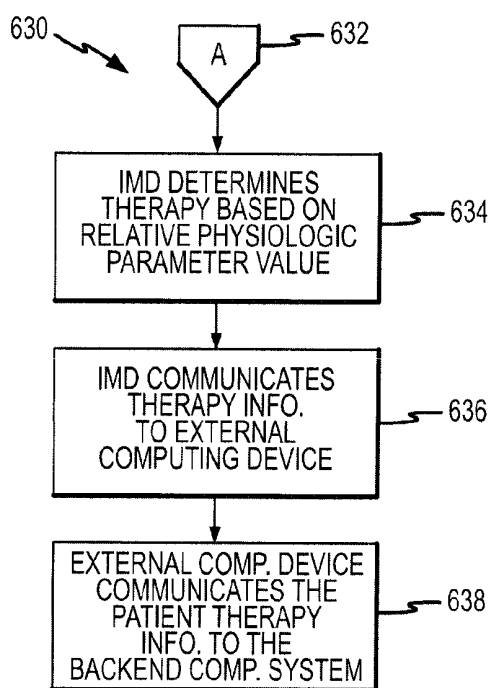 630
A
632
IMD DETERMINES
THERAPY BASED ON
RELATIVE PHYSIOLOGIC
PARAMETER VALUE
634
IMD COMMUNICATES
THERAPY INFO.
TO EXTERNAL
COMPUTING DEVICE
636
EXTERNAL COMP. DEVICE
COMMUNICATES THE
PATIENT THERAPY
INFO. TO THE
BACKEND COMP. SYSTEM
638